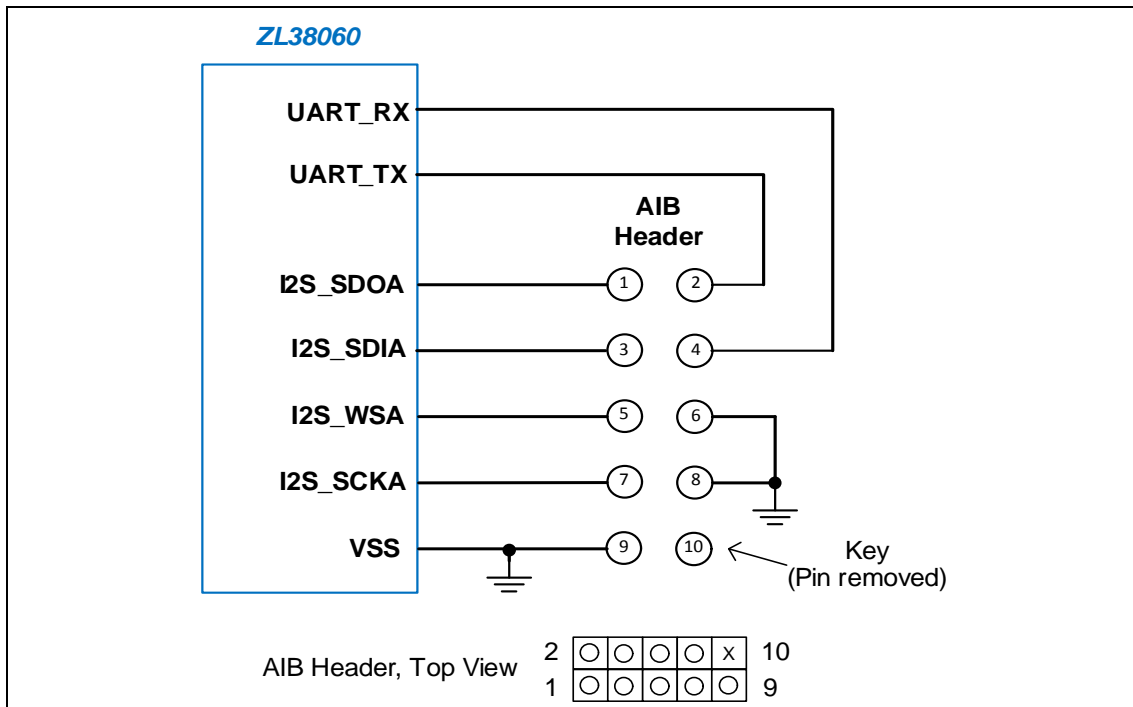 ZL38060
UART_RX
UART_TX
AIB
Header
I2S_SDOA 1 2
I2S_SDIA 3 4
I2S_WSA 5 6
I2S_SCKA 7 8
VSS 9 10 Key
(Pin removed)
2 X 10
AIB Header, Top View
1 9